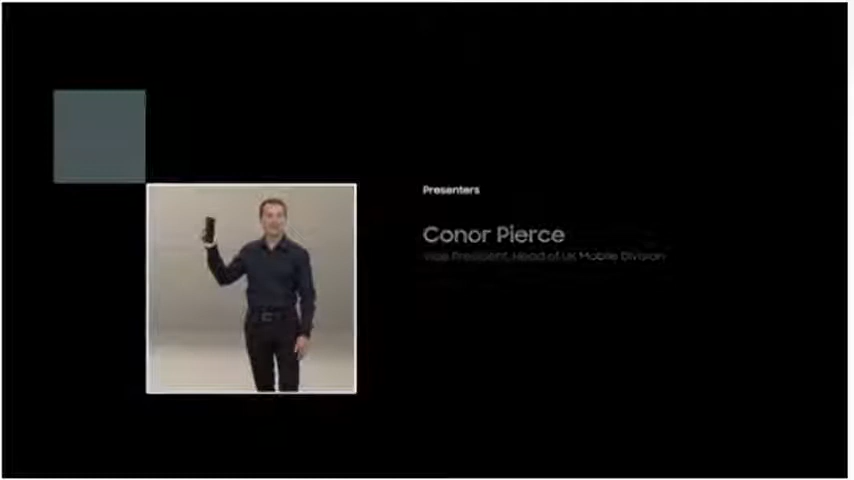 Presenters
Conor Pierce
Vice President, Head of UK Mobile Division